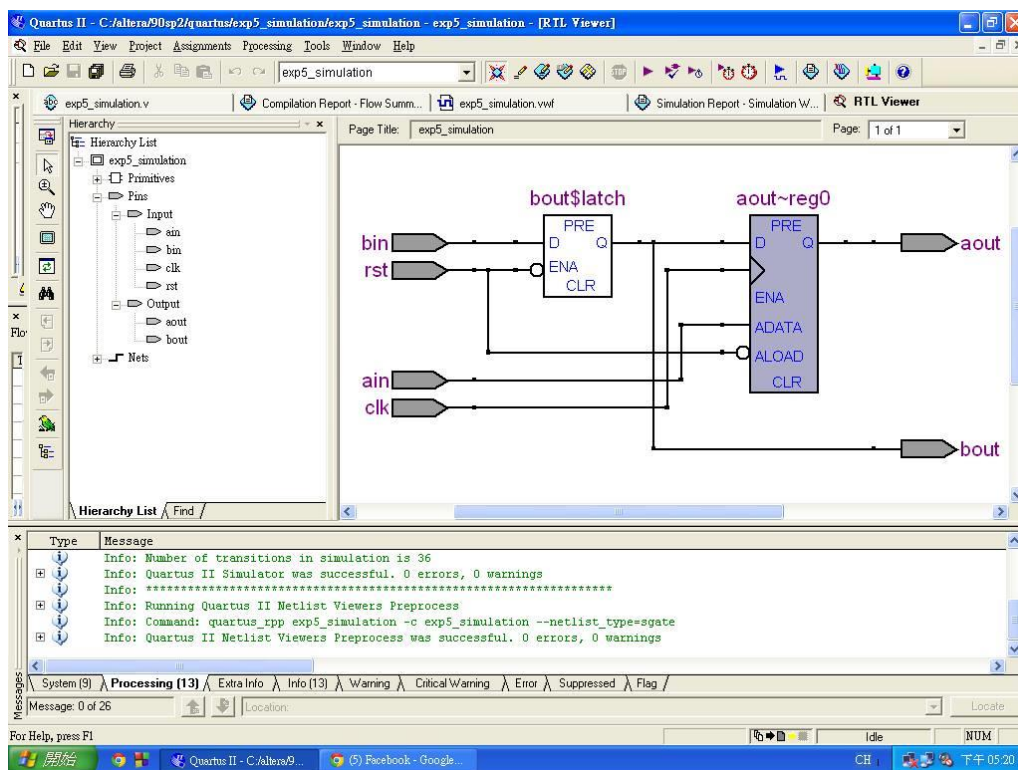 Quartus II - C:/altera/90sp2/quartus/exp5_simulation/exp5_simulation - exp5_simulation - [RTL Viewer]
File Edit View Project Assignments Processing Tools Window Help
exp5_simulation
exp5_simulation.v
Compilation Report - Flow Summ...
exp5_simulation.vwf
Simulation Report - Simulation W...
RTL Viewer
Hierarchy
Page Title: exp5_simulation
Page: 1 of 1
Hierarchy List
exp5_simulation
Primitives
Pins
Input
ain
bin
clk
rst
Output
aout
bout
Nets
Hierarchy List
Find
Flo
bout$latch
aout~reg0
bin
rst
ain
clk
PRE
D Q
ENA
CLR
PRE
D Q
ENA
ADATA
ALOAD
CLR
aout
bout
Type Message
Info: Number of transitions in simulation is 36
Info: Quartus II Simulator was successful. 0 errors, 0 warnings
Info: *******************************************************************
Info: Running Quartus II Netlist Viewers Preprocess
Info: Command: quartus_rpp exp5_simulation -c exp5_simulation --netlist_type=sgate
Info: Quartus II Netlist Viewers Preprocess was successful. 0 errors, 0 warnings
System (9) Processing (13) Extra Info Info (13) Warning Critical Warning Error Suppressed Flag
Messages
Message: 0 of 26
Location:
Locate
For Help, press F1
Idle
NUM
開始
Quartus II - C:/altera/9...
(5) Facebook - Google...
CH
下午 05:20